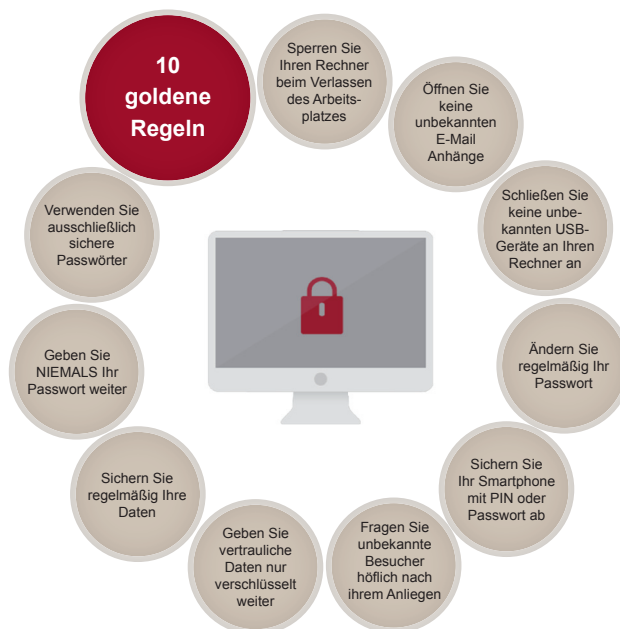 10
goldene
Regeln
Sperren Sie
Ihren Rechner
beim Verlassen
des Arbeits-
platzes
Öffnen Sie
keine
unbekannten
E-Mail
Anhänge
Schließen Sie
keine unbe-
kannten USB-
Geräte an Ihren
Rechner an
Ändern Sie
regelmäßig Ihr
Passwort
Sichern Sie
Ihr Smartphone
mit PIN oder
Passwort ab
Fragen Sie
unbekannte
Besucher
höflich nach
ihrem Anliegen
Geben Sie
vertrauliche
Daten nur
verschlüsselt
weiter
Sichern Sie
regelmäßig Ihre
Daten
Geben Sie
NIEMALS Ihr
Passwort weiter
Verwenden Sie
ausschließlich
sichere
Passwörter